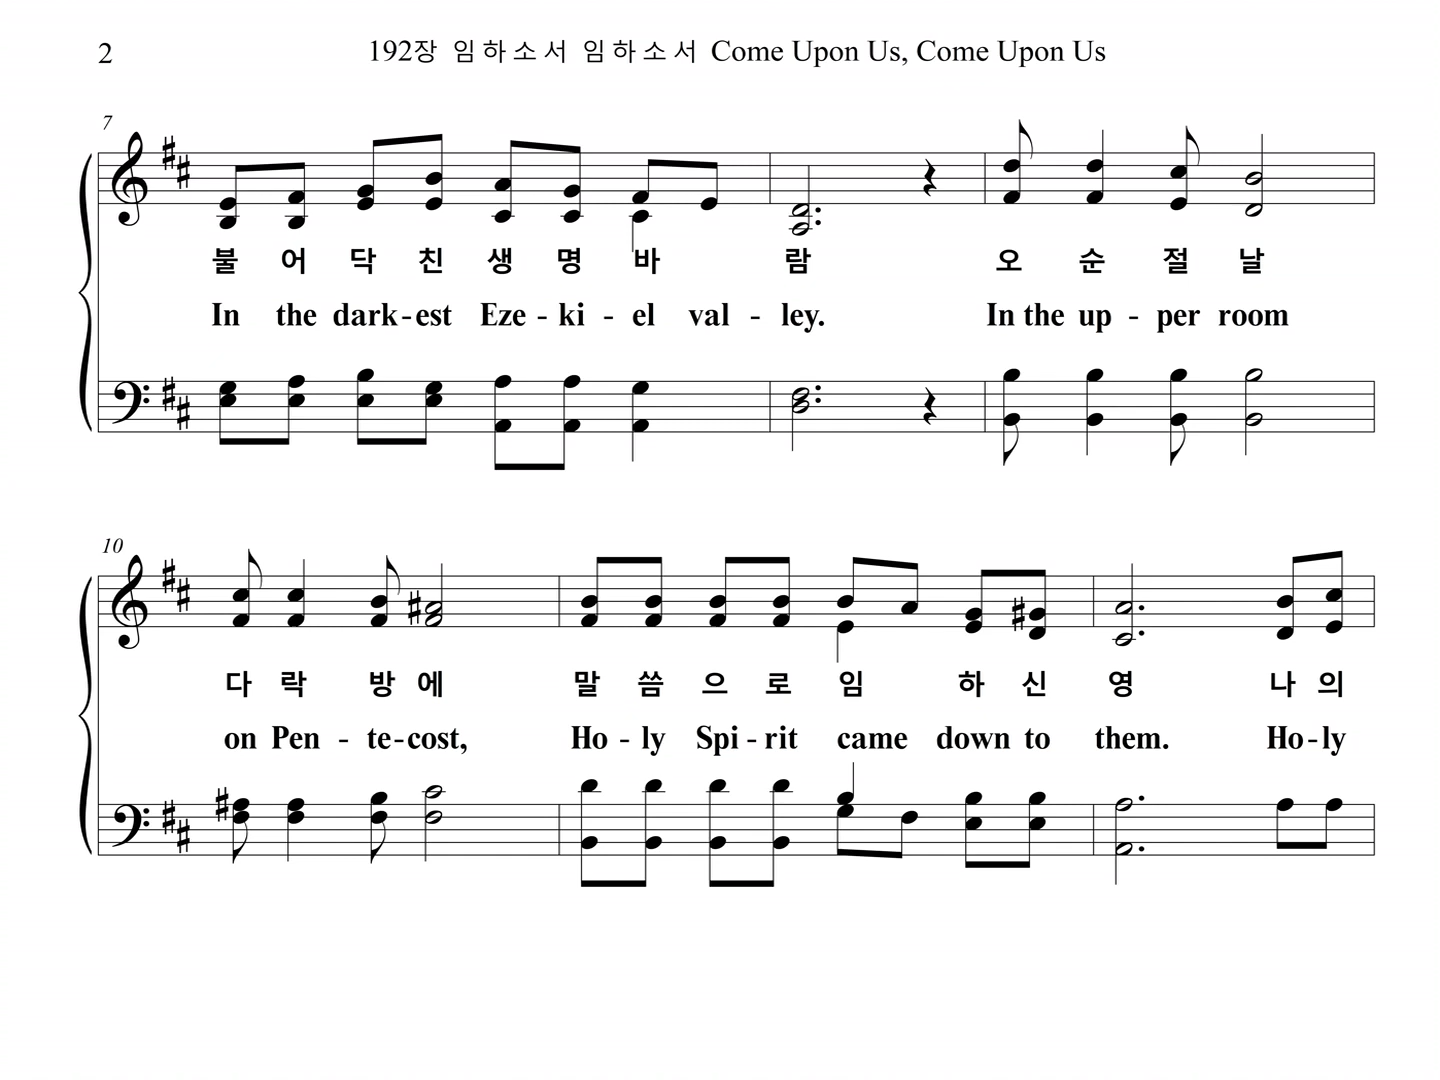 2
192장 임하소서 임하소서 Come Upon Us, Come Upon Us
7
불 어 닥 친 생 명 바 람 오 순 절 날
In the dark-est Eze-ki-el val-ley. In the up-per room
10
다 락 방 에 말 씀 으 로 임 하 신 영 나 의
on Pen-te-cost, Ho-ly Spi-rit came down to them. Ho-ly